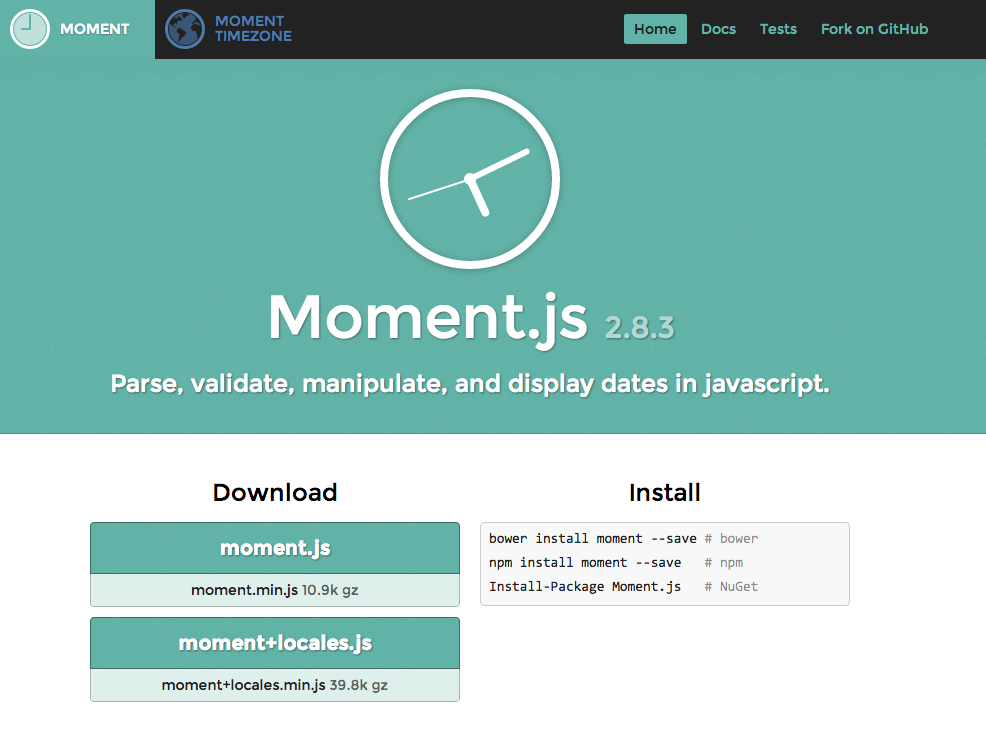 MOMENT
MOMENT
TIMEZONE
Home Docs Tests Fork on GitHub
Moment.js 2.8.3
Parse, validate, manipulate, and display dates in javascript.
Download
moment.js
moment.min.js 10.9k gz
moment+locales.js
moment+locales.min.js 39.8k gz
Install
bower install moment --save # bower
npm install moment --save   # npm
Install-Package Moment.js   # NuGet